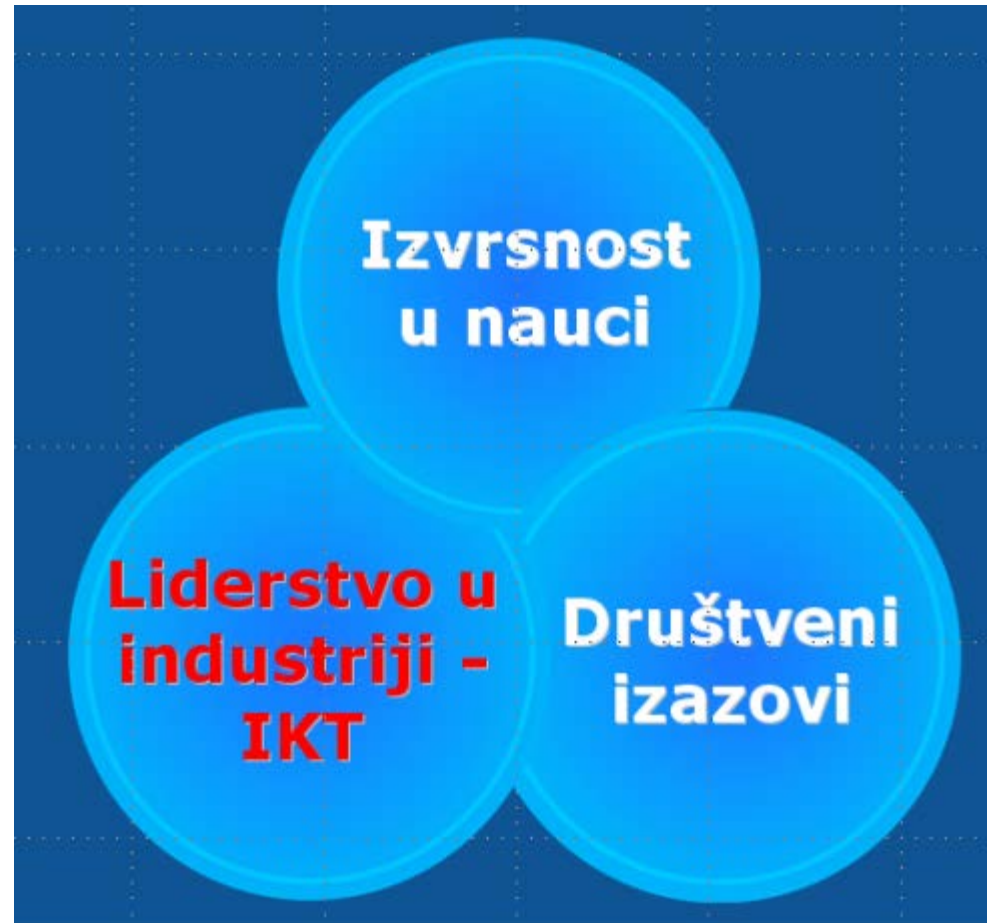 Izvrsnost
u nauci
Liderstvo u
industriji -
IKT
Društveni
izazovi